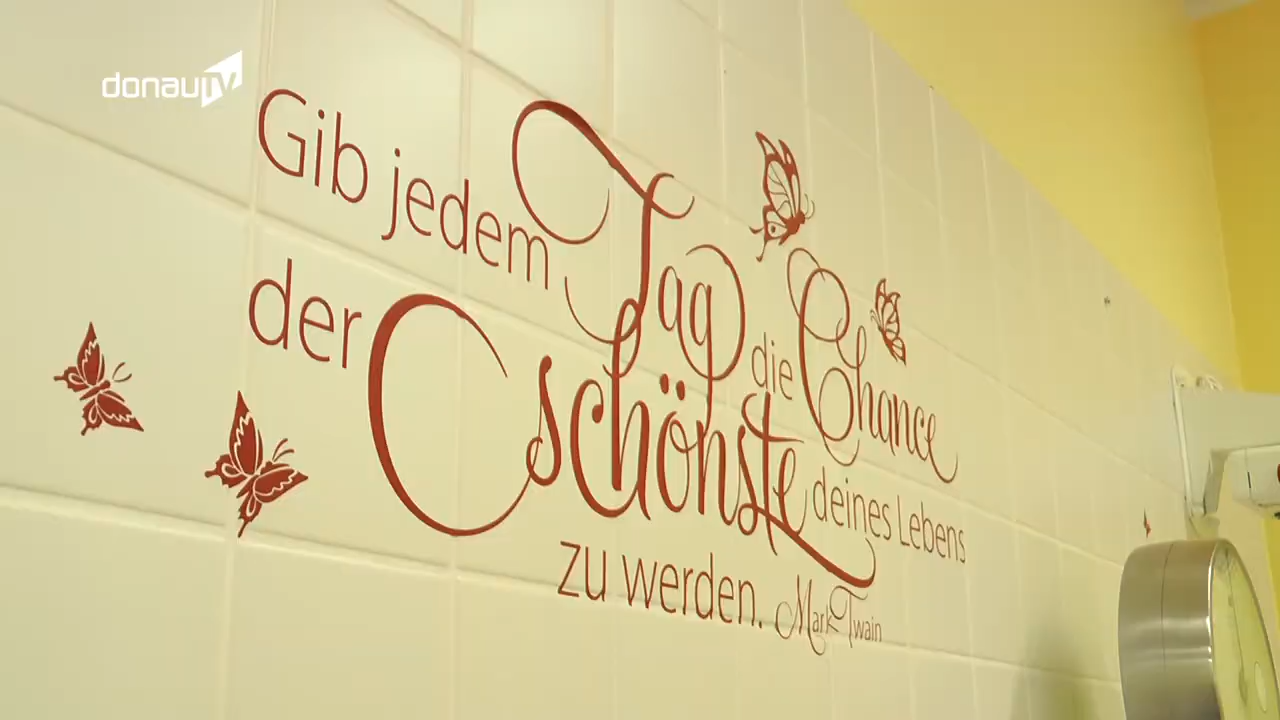 donauTV
Gib jedem Tag die Chance
der schönste deines Lebens
zu werden. Mark Twain